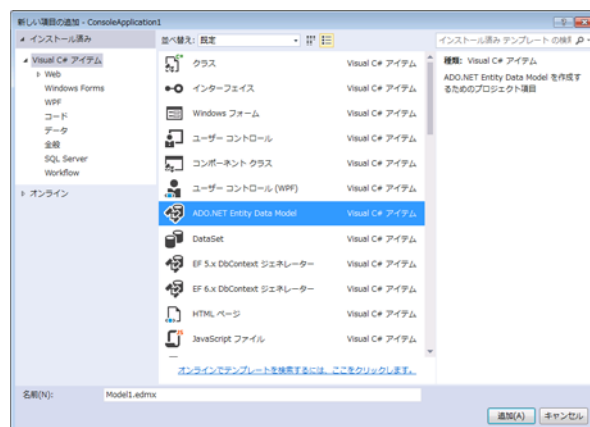 新しい項目の追加 - ConsoleApplication1
インストール済み
並べ替え: 既定
インストール済み テンプレート の検索
Visual C# アイテム
Web
Windows Forms
WPF
コード
データ
全般
SQL Server
Workflow
オンライン
クラス Visual C# アイテム
インターフェイス Visual C# アイテム
Windows フォーム Visual C# アイテム
ユーザー コントロール Visual C# アイテム
コンポーネント クラス Visual C# アイテム
ユーザー コントロール (WPF) Visual C# アイテム
ADO.NET Entity Data Model Visual C# アイテム
DataSet Visual C# アイテム
EF 5.x DbContext ジェネレーター Visual C# アイテム
EF 6.x DbContext ジェネレーター Visual C# アイテム
HTML ページ Visual C# アイテム
JavaScript ファイル Visual C# アイテム
オンラインでテンプレートを検索するには、ここをクリックします。
種類: Visual C# アイテム
ADO.NET Entity Data Model を作成す
るためのプロジェクト項目
名前(N): Model1.edmx
追加(A) キャンセル